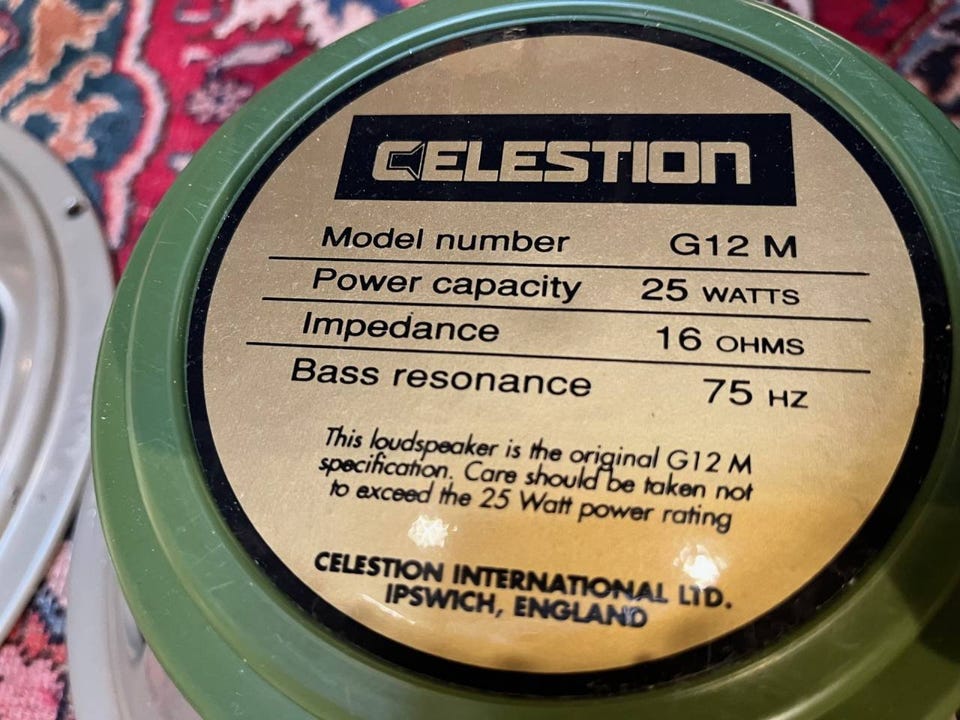 CELESTION
Model number G12 M
Power capacity 25 WATTS
Impedance 16 OHMS
Bass resonance 75 HZ
This loudspeaker is the original G12 M
specification. Care should be taken not
to exceed the 25 Watt power rating
CELESTION INTERNATIONAL LTD.
IPSWICH, ENGLAND